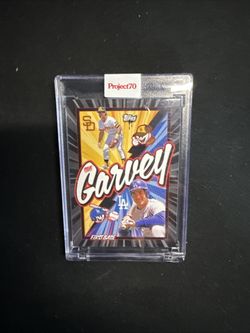 Project70
SD
Topps
Garvey
LA
FIRST BASE